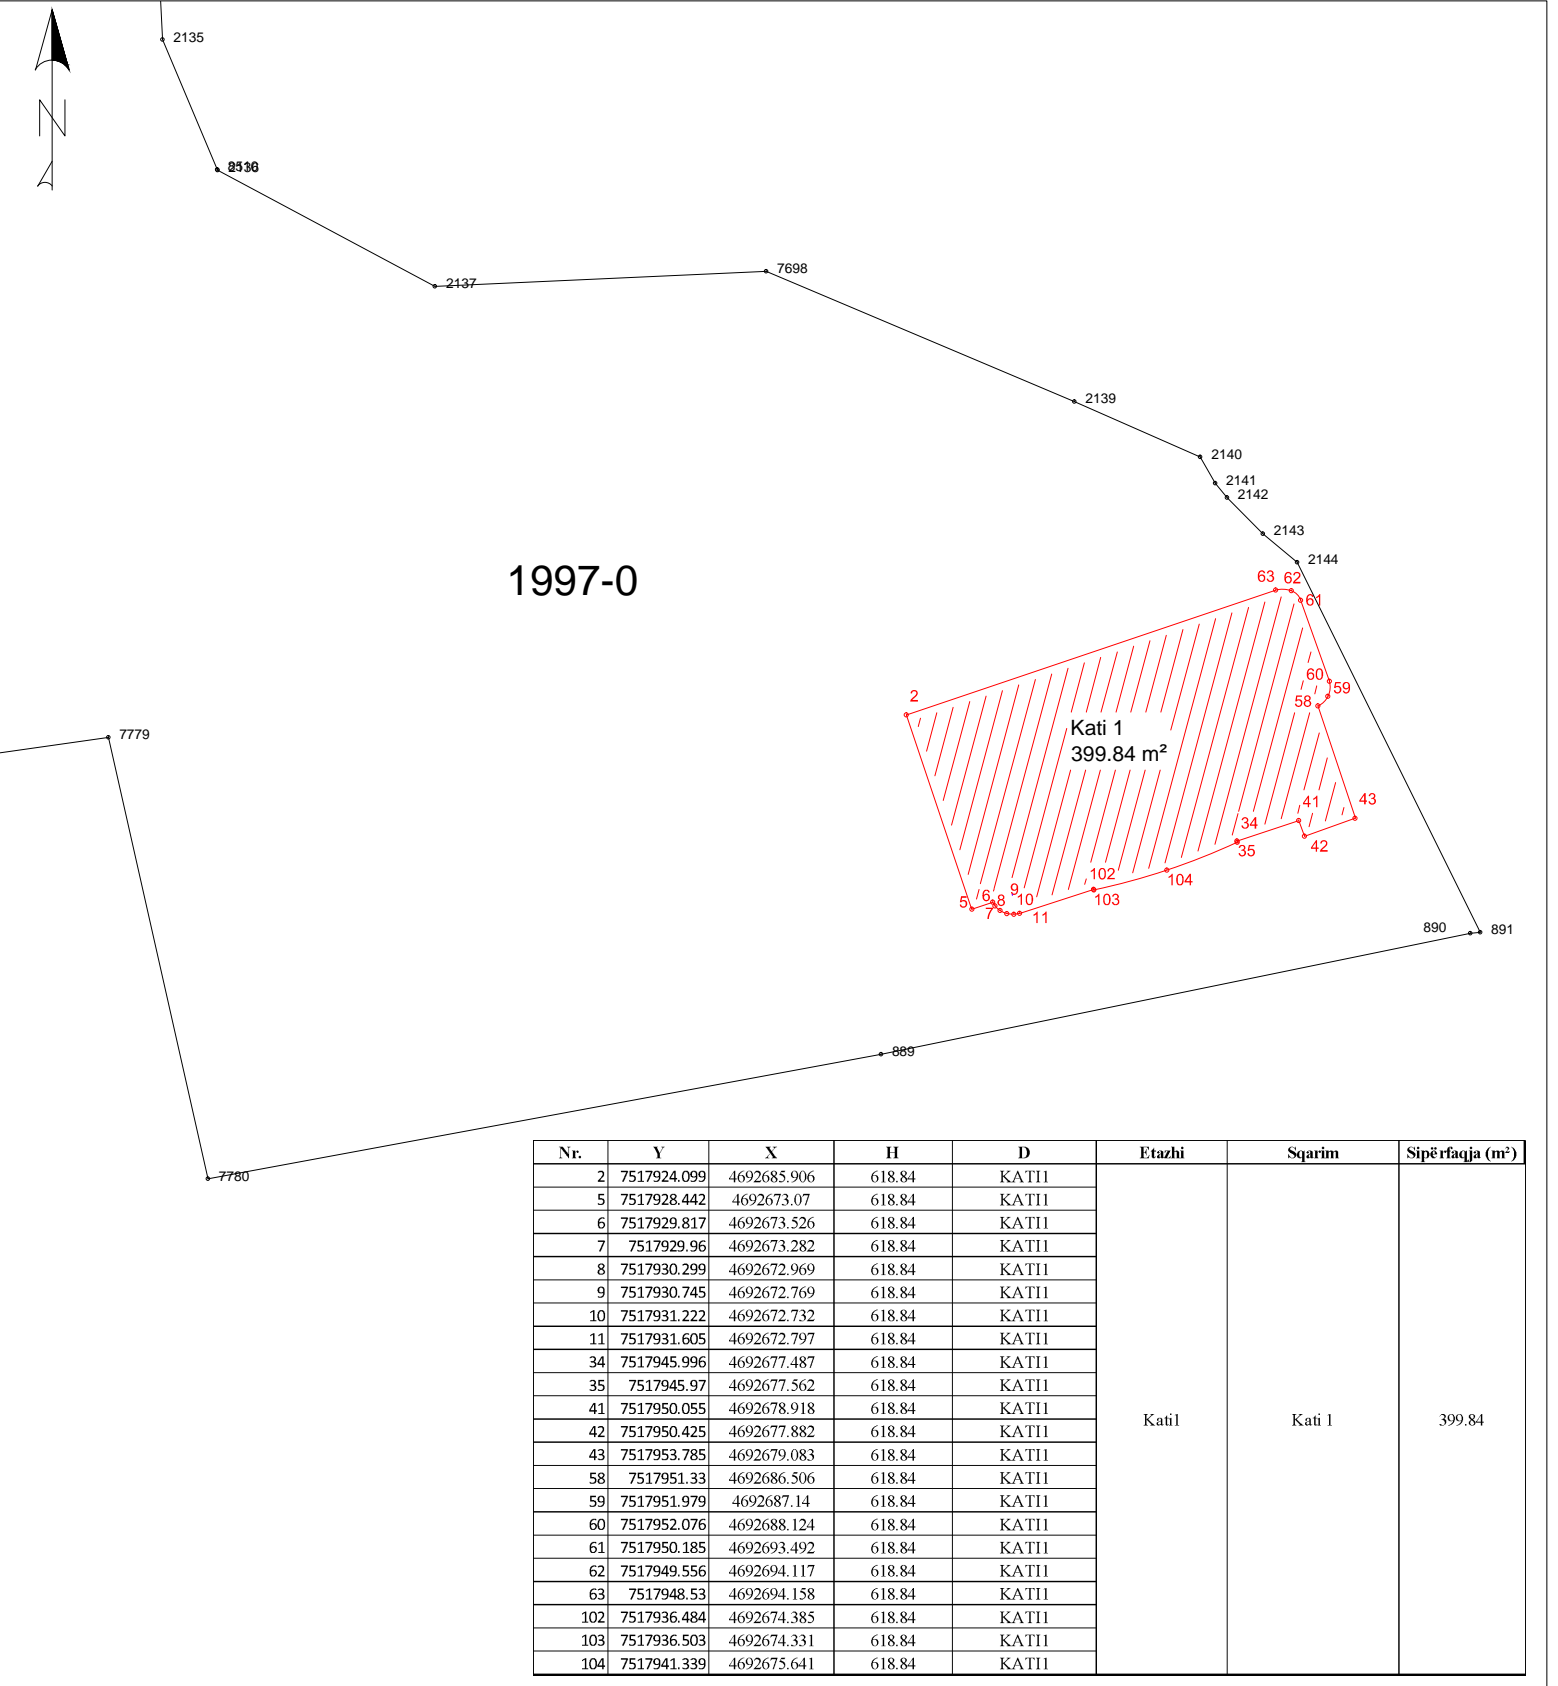 2135
N
2136
2137
7698
2139
2140
2141
2142
2143
2144
1997-0
63
62
61
60
59
58
2
7779
Kati 1
399.84 m²
41
43
34
42
35
102
104
103
9
6
8
10
5
7
11
890
891
889
7780
Nr. Y X H D Etazhi Sqarim Sipërfaqja (m²)
2 7517924.099 4692685.906 618.84 KATI1
5 7517928.442 4692673.07 618.84 KATI1
6 7517929.817 4692673.526 618.84 KATI1
7 7517929.96 4692673.282 618.84 KATI1
8 7517930.299 4692672.969 618.84 KATI1
9 7517930.745 4692672.769 618.84 KATI1
10 7517931.222 4692672.732 618.84 KATI1
11 7517931.605 4692672.797 618.84 KATI1
34 7517945.996 4692677.487 618.84 KATI1
35 7517945.97 4692677.562 618.84 KATI1
41 7517950.055 4692678.918 618.84 KATI1
Kati1 Kati 1 399.84
42 7517950.425 4692677.882 618.84 KATI1
43 7517953.785 4692679.083 618.84 KATI1
58 7517951.33 4692686.506 618.84 KATI1
59 7517951.979 4692687.14 618.84 KATI1
60 7517952.076 4692688.124 618.84 KATI1
61 7517950.185 4692693.492 618.84 KATI1
62 7517949.556 4692694.117 618.84 KATI1
63 7517948.53 4692694.158 618.84 KATI1
102 7517936.484 4692674.385 618.84 KATI1
103 7517936.503 4692674.331 618.84 KATI1
104 7517941.339 4692675.641 618.84 KATI1